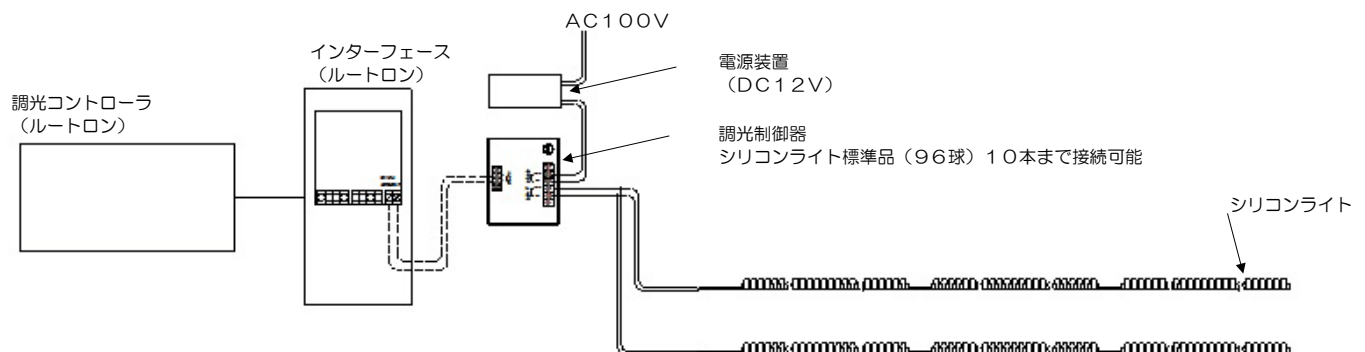 AC100V
インターフェース
(ルートロン)
電源装置
(DC12V)
調光コントローラ
(ルートロン)
調光制御器
シリコンライト標準品(96球)10本まで接続可能
シリコンライト